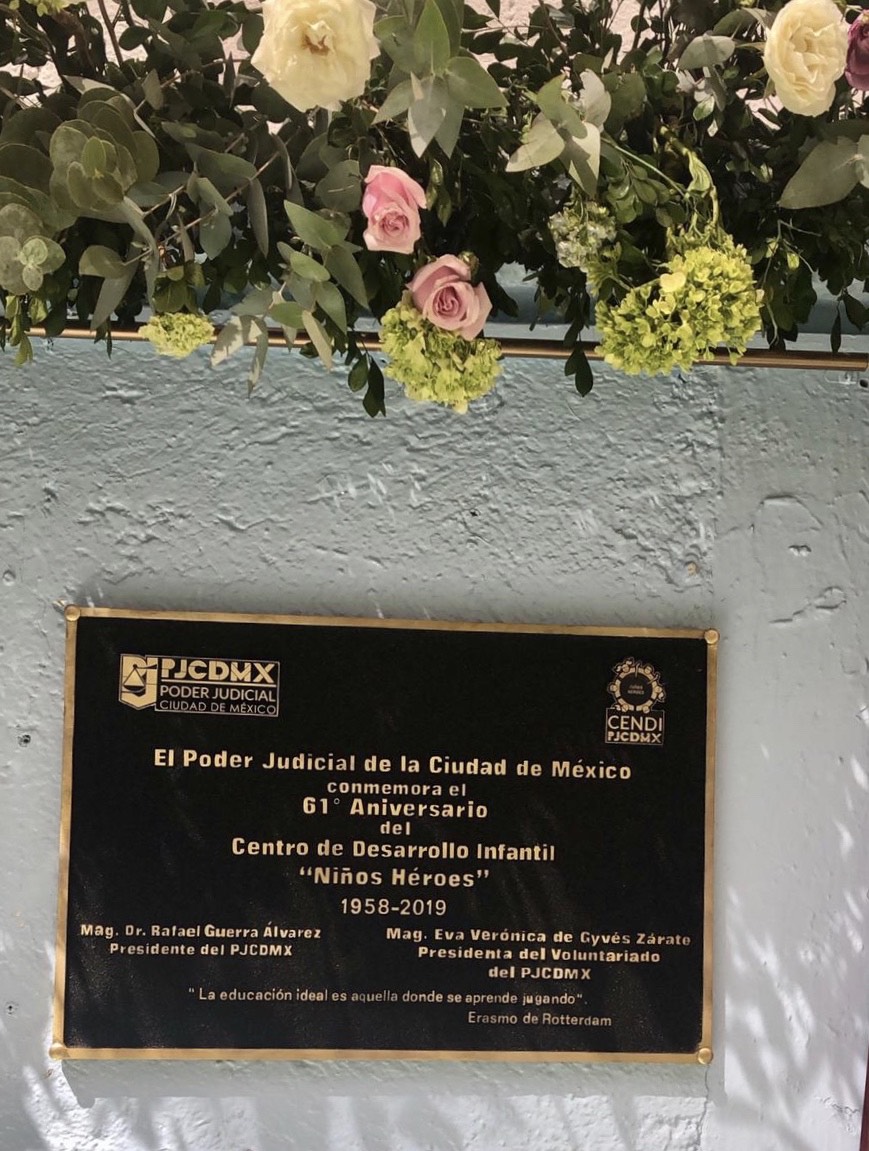 PJCDMX
PODER JUDICIAL
CIUDAD DE MÉXICO
CENDI
PJCDMX
El Poder Judicial de la Ciudad de México
conmemora el
61° Aniversario
del
Centro de Desarrollo Infantil
“Niños Héroes”
1958-2019
Mag. Dr. Rafael Guerra Álvarez
Presidente del PJCDMX
Mag. Eva Verónica de Gyvés Zárate
Presidenta del Voluntariado
del PJCDMX
" La educación ideal es aquella donde se aprende jugando".
Erasmo de Rotterdam